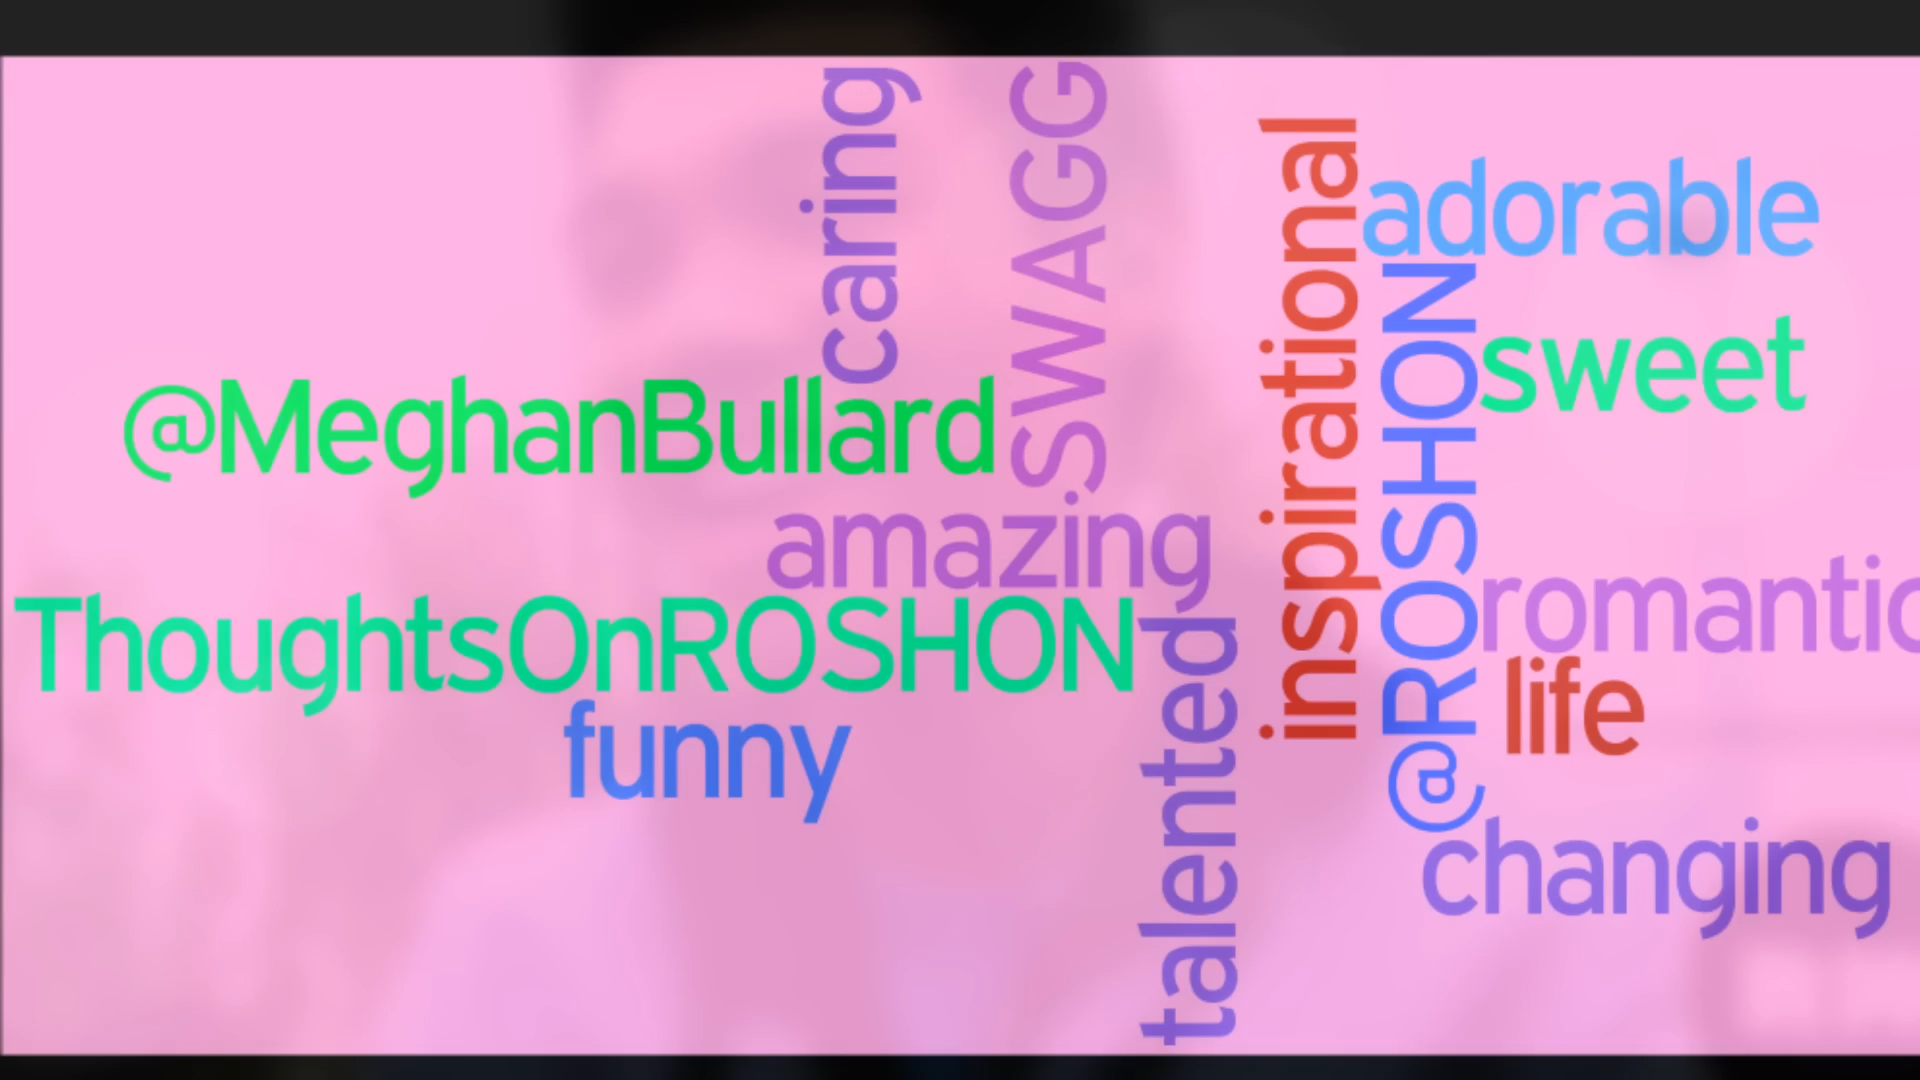 caring
SWAGG
inspirational
adorable
@ROSHON
sweet
@MeghanBullard
amazing
romantic
ThoughtsOnROSHON
talented
life
funny
changing